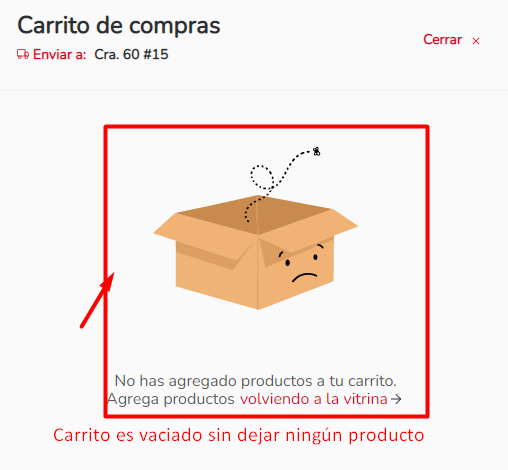 Carrito de compras
Cerrar ×
Enviar a: Cra. 60 #15
No has agregado productos a tu carrito.
Agrega productos volviendo a la vitrina →
Carrito es vaciado sin dejar ningún producto